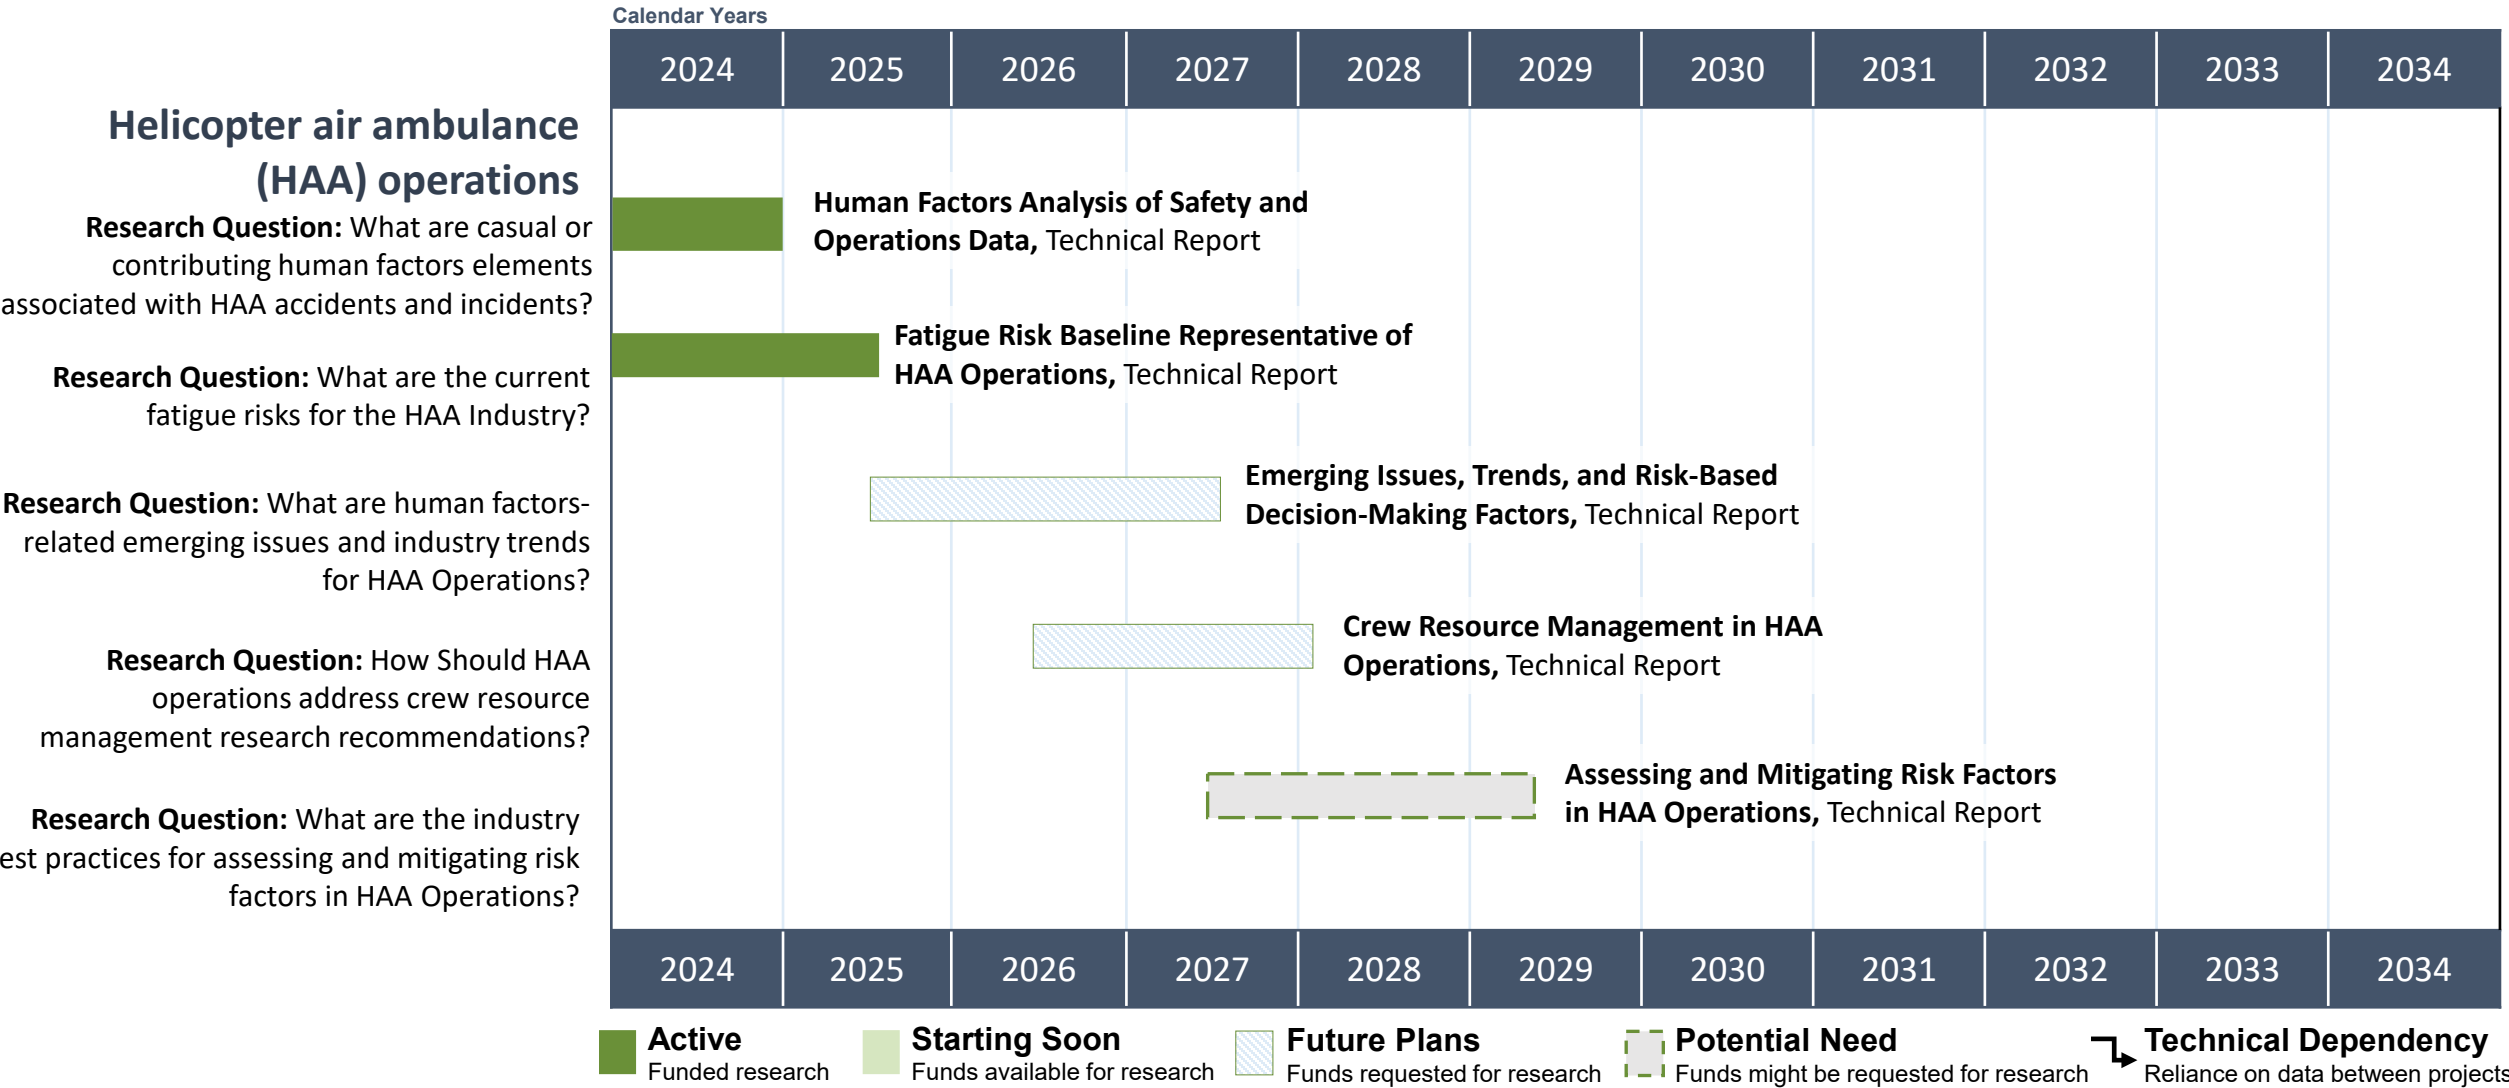 Calendar Years
2024 2025 2026 2027 2028 2029 2030 2031 2032 2033 2034
Helicopter air ambulance
(HAA) operations
Research Question: What are casual or
contributing human factors elements
associated with HAA accidents and incidents?
Human Factors Analysis of Safety and
Operations Data, Technical Report
Research Question: What are the current
fatigue risks for the HAA Industry?
Fatigue Risk Baseline Representative of
HAA Operations, Technical Report
Research Question: What are human factors-
related emerging issues and industry trends
for HAA Operations?
Emerging Issues, Trends, and Risk-Based
Decision-Making Factors, Technical Report
Research Question: How Should HAA
operations address crew resource
management research recommendations?
Crew Resource Management in HAA
Operations, Technical Report
Research Question: What are the industry
est practices for assessing and mitigating risk
factors in HAA Operations?
Assessing and Mitigating Risk Factors
in HAA Operations, Technical Report
2024 2025 2026 2027 2028 2029 2030 2031 2032 2033 2034
Active
Funded research
Starting Soon
Funds available for research
Future Plans
Funds requested for research
Potential Need
Funds might be requested for research
Technical Dependency
Reliance on data between projects